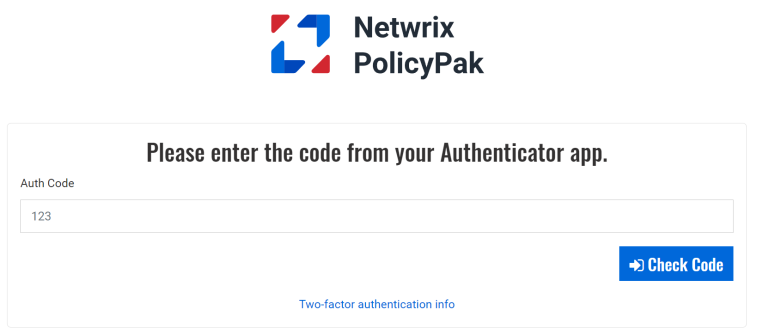 Netwrix
PolicyPak
Please enter the code from your Authenticator app.
Auth Code
123
Check Code
Two-factor authentication info